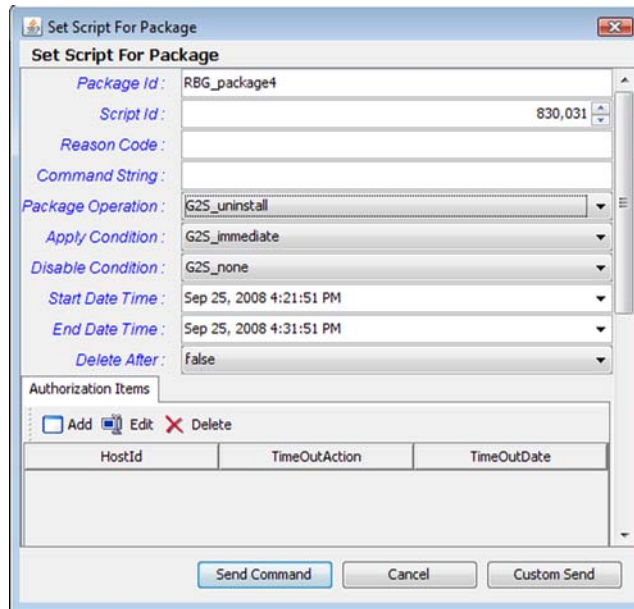 Set Script For Package
Set Script For Package
Package Id : RBG_package4
Script Id : 830,031
Reason Code :
Command String :
Package Operation : G2S_uninstall
Apply Condition : G2S_immediate
Disable Condition : G2S_none
Start Date Time : Sep 25, 2008 4:21:51 PM
End Date Time : Sep 25, 2008 4:31:51 PM
Delete After : false
Authorization Items
Add Edit Delete
HostId TimeOutAction TimeOutDate
Send Command Cancel Custom Send